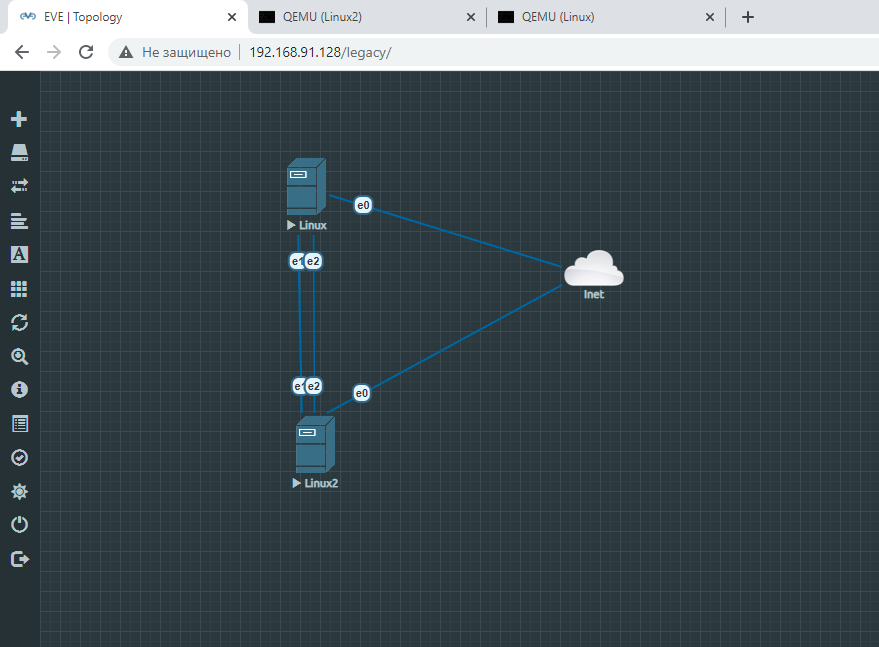 EVE | Topology
QEMU (Linux2)
QEMU (Linux)
Не защищено
192.168.91.128/legacy/
A
Linux
e0
e1
e2
Inet
e1
e2
e0
Linux2